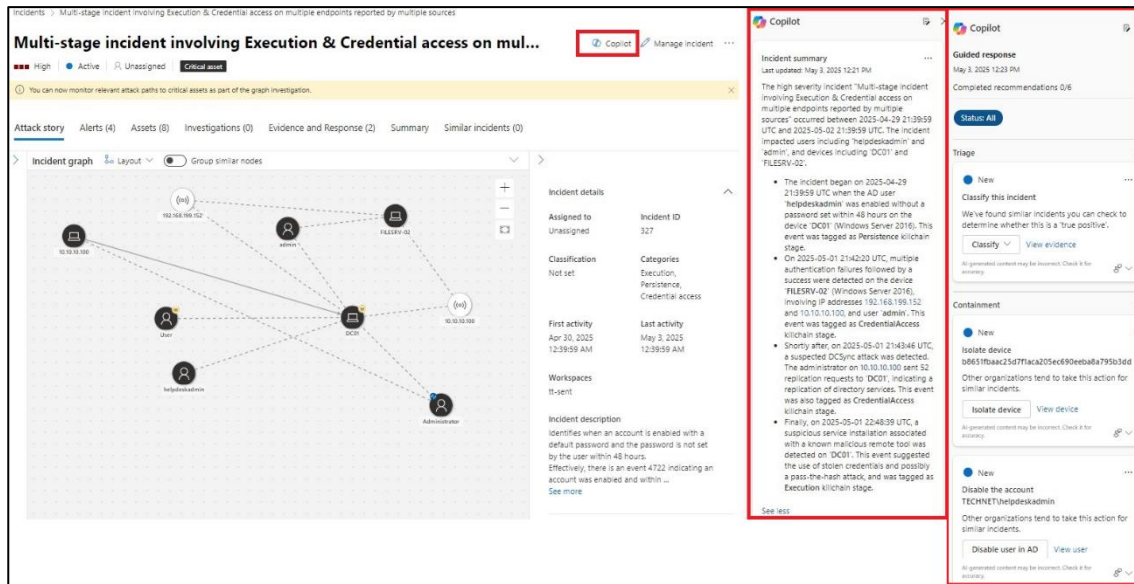 Incidents > Multi-stage incident involving Execution & Credential access on multiple endpoints reported by multiple sources
Multi-stage incident involving Execution & Credential access on mul...
Copilot
Manage incident
High
Active
Unassigned
Critical asset
You can now monitor relevant attack paths to critical assets as part of the graph investigation.
Attack story
Alerts (4)
Assets (8)
Investigations (0)
Evidence and Response (2)
Summary
Similar incidents (0)
Incident graph
Layout
Group similar nodes
192.168.199.152
10.10.10.100
admin
FILESRV-02
User
DC01
10.10.10.100
helpdeskadmin
Administrator
Incident details
Assigned to
Unassigned
Incident ID
327
Classification
Not set
Categories
Execution,
Persistence,
Credential access
First activity
Apr 30, 2025
12:39:59 AM
Last activity
May 3, 2025
12:39:59 AM
Workspaces
tt-sent
Incident description
Identifies when an account is enabled with a
default password and the password is not set
by the user within 48 hours.
Effectively, there is an event 4722 indicating an
account was enabled and within ...
See more
Copilot
Incident summary
Last updated: May 3, 2025 12:21 PM
The high severity incident "Multi-stage incident
involving Execution & Credential access on
multiple endpoints reported by multiple
sources" occurred between 2025-04-29 21:39:59
UTC and 2025-05-02 21:39:59 UTC. The incident
impacted users including 'helpdeskadmin' and
'admin', and devices including 'DC01' and
'FILESRV-02'.
• The incident began on 2025-04-29
21:39:59 UTC when the AD user
'helpdeskadmin' was enabled without a
password set within 48 hours on the
device 'DC01' (Windows Server 2016). This
event was tagged as Persistence killchain
stage.
• On 2025-05-01 21:42:20 UTC, multiple
authentication failures followed by a
success were detected on the device
'FILESRV-02' (Windows Server 2016),
involving IP addresses 192.168.199.152
and 10.10.10.100, and user 'admin'. This
event was tagged as CredentialAccess
killchain stage.
• Shortly after, on 2025-05-01 21:43:46 UTC,
a suspected DCSync attack was detected.
The administrator on 10.10.10.100 sent 52
replication requests to 'DC01', indicating a
replication of directory services. This event
was also tagged as CredentialAccess
killchain stage.
• Finally, on 2025-05-01 22:48:39 UTC, a
suspicious service installation associated
with a known malicious remote tool was
detected on 'DC01'. This event suggested
the use of stolen credentials and possibly
a pass-the-hash attack, and was tagged as
Execution killchain stage.
See less
Copilot
Guided response
May 3, 2025 12:23 PM
Completed recommendations 0/6
Status: All
Triage
New
Classify this incident
We've found similar incidents you can check to
determine whether this is a 'true positive'.
Classify
View evidence
AI-generated content may be incorrect. Check it for
accuracy.
Containment
New
Isolate device
b8651fbaac25d7f1aca205ec690eeba8a795b3dd
Other organizations tend to take this action for
similar incidents.
Isolate device
View device
AI-generated content may be incorrect. Check it for
accuracy.
New
Disable the account
TECHNET\helpdeskadmin
Other organizations tend to take this action for
similar incidents.
Disable user in AD
View user
AI-generated content may be incorrect. Check it for
accuracy.